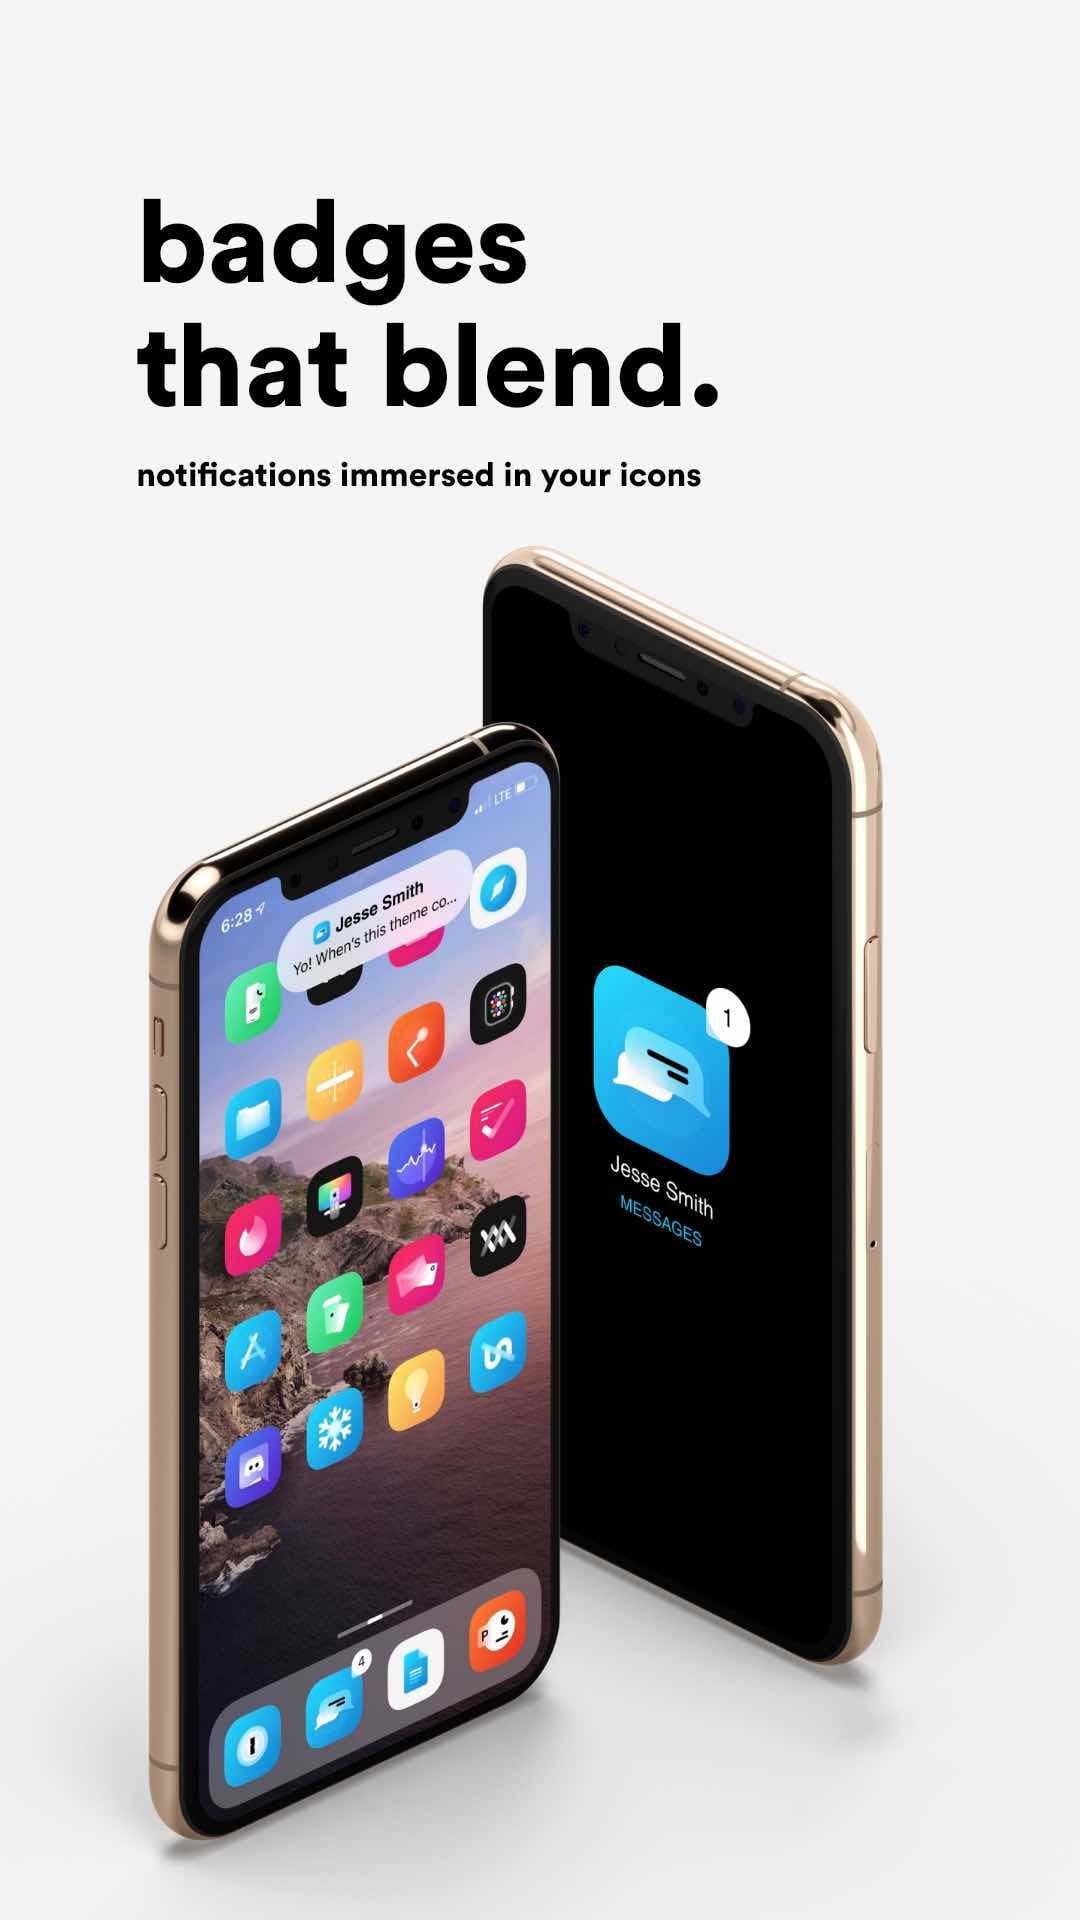 badges
that blend.
notifications immersed in your icons
6:28
LTE
Jesse Smith
Yo! When's this theme co...
1
Jesse Smith
MESSAGES
4
P